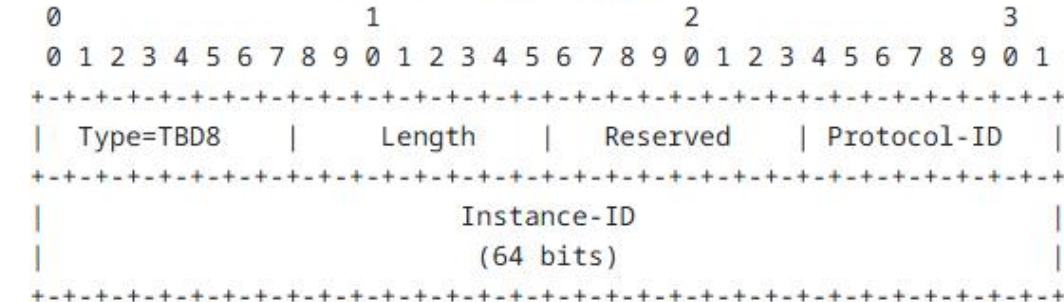 0 1 2 3
0 1 2 3 4 5 6 7 8 9 0 1 2 3 4 5 6 7 8 9 0 1 2 3 4 5 6 7 8 9 0 1
+-+-+-+-+-+-+-+-+-+-+-+-+-+-+-+-+-+-+-+-+-+-+-+-+-+-+-+-+-+-+-+-+
| Type=TBD8 | Length | Reserved | Protocol-ID |
+-+-+-+-+-+-+-+-+-+-+-+-+-+-+-+-+-+-+-+-+-+-+-+-+-+-+-+-+-+-+-+-+
| Instance-ID |
| (64 bits) |
+-+-+-+-+-+-+-+-+-+-+-+-+-+-+-+-+-+-+-+-+-+-+-+-+-+-+-+-+-+-+-+-+